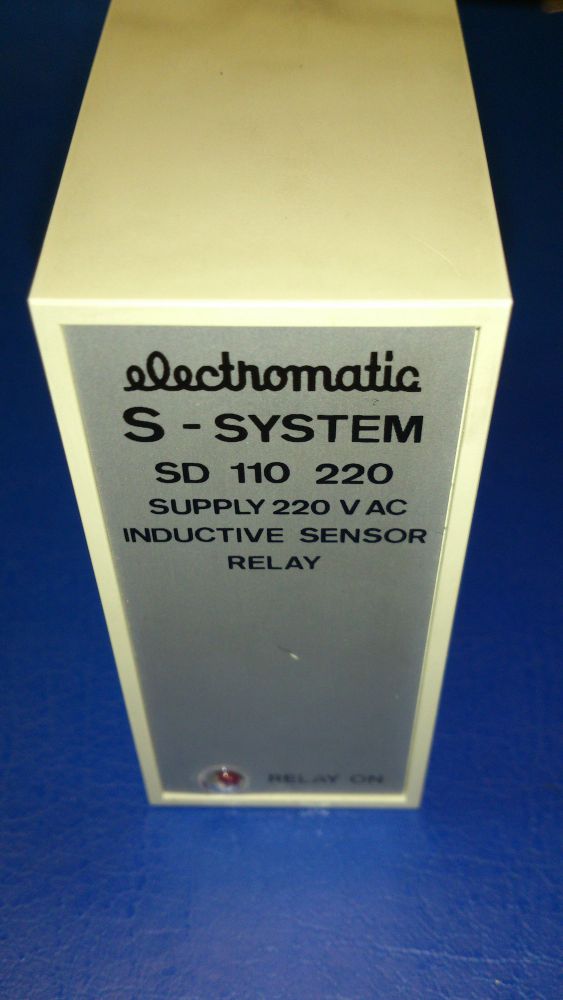 electromatic
S - SYSTEM
SD 110 220
SUPPLY 220 V AC
INDUCTIVE SENSOR
RELAY
RELAY ON